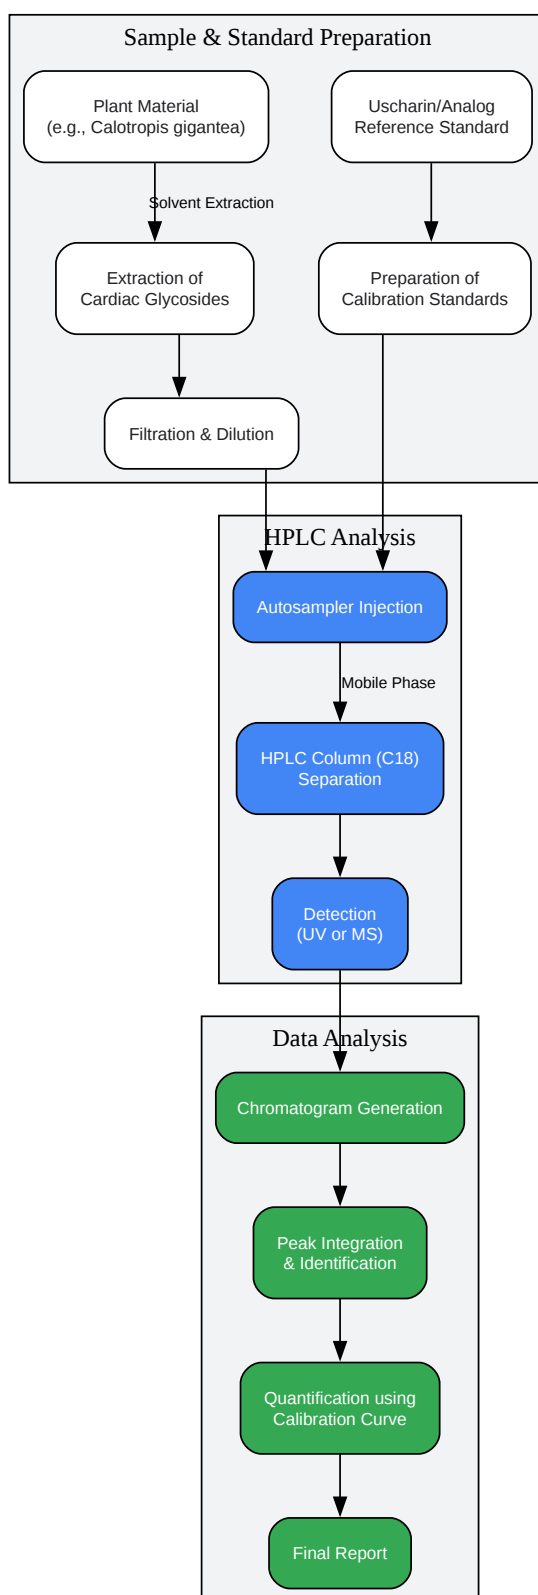 Sample & Standard Preparation
Plant Material
(e.g., Calotropis gigantea)
Uscharin/Analog
Reference Standard
Solvent Extraction
Extraction of
Cardiac Glycosides
Preparation of
Calibration Standards
Filtration & Dilution
HPLC Analysis
Autosampler Injection
Mobile Phase
HPLC Column (C18)
Separation
Detection
(UV or MS)
Data Analysis
Chromatogram Generation
Peak Integration
& Identification
Quantification using
Calibration Curve
Final Report